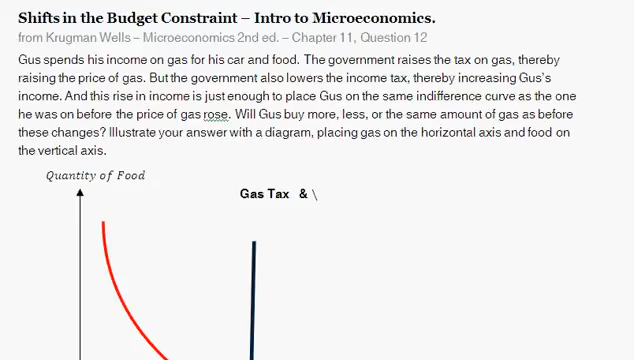 Shifts in the Budget Constraint – Intro to Microeconomics.
from Krugman Wells – Microeconomics 2nd ed. – Chapter 11, Question 12
Gus spends his income on gas for his car and food. The government raises the tax on gas, thereby
raising the price of gas. But the government also lowers the income tax, thereby increasing Gus's
income. And this rise in income is just enough to place Gus on the same indifference curve as the one
he was on before the price of gas rose. Will Gus buy more, less, or the same amount of gas as before
these changes? Illustrate your answer with a diagram, placing gas on the horizontal axis and food on
the vertical axis.
Quantity of Food
Gas Tax & \